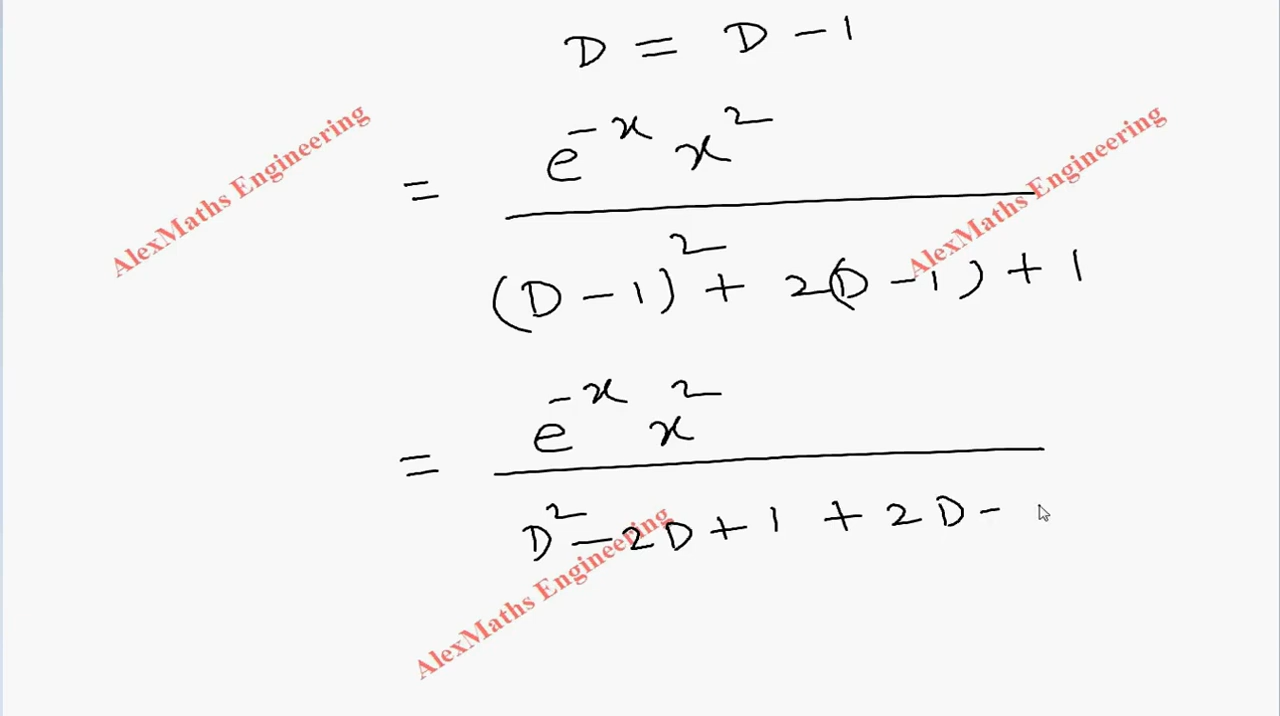 D = D - 1
AlexMaths Engineering
AlexMaths Engineering
e^{-x} x^2
=
(D - 1)^2 + 2(D - 1) + 1
e^{-x} x^2
=
D^2 - 2D + 1 + 2D -
AlexMaths Engineering